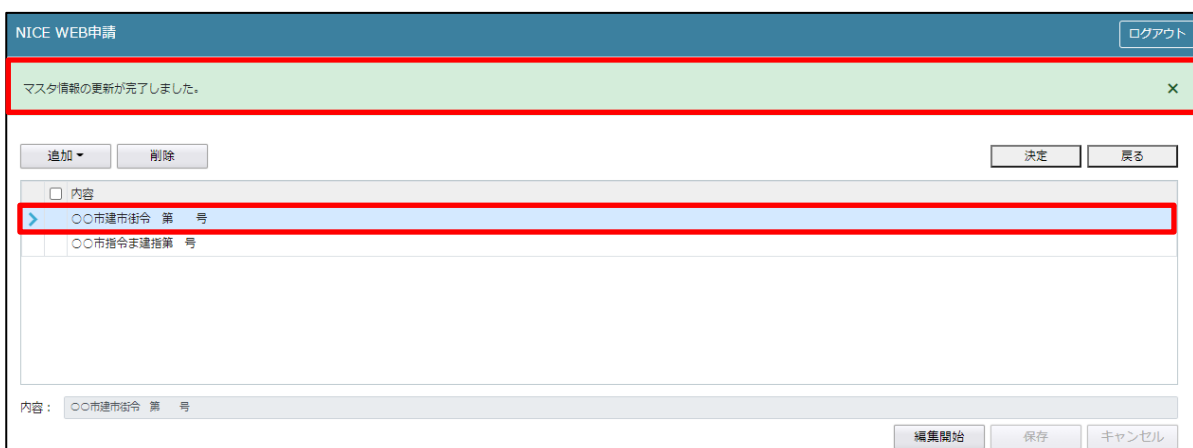 NICE WEB申請 ログアウト
マスタ情報の更新が完了しました。 ×
追加 削除 決定 戻る
内容
○○市建市街令　第　　号
○○市指令ま建指第　号
内容： ○○市建市街令　第　　号
編集開始 保存 キャンセル